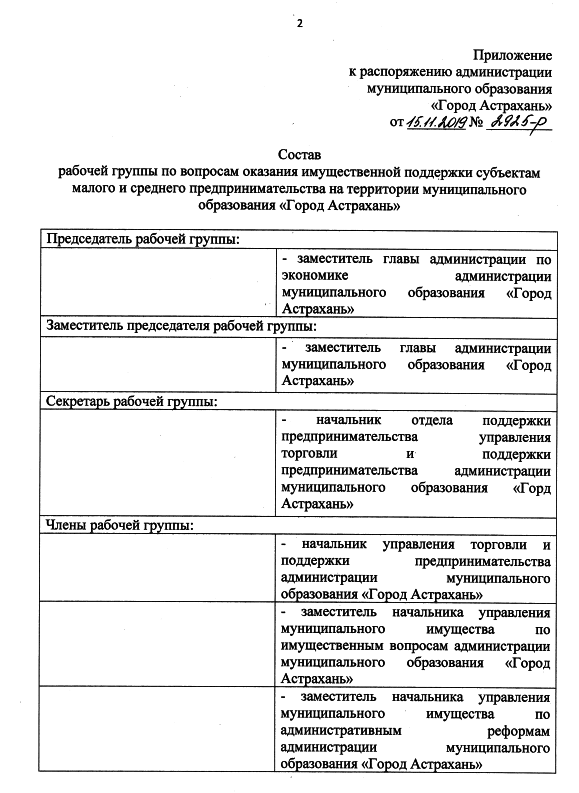 2
Приложение
к распоряжению администрации
муниципального образования
«Город Астрахань»
от 15.11.2019 № 2925-р
Состав
рабочей группы по вопросам оказания имущественной поддержки субъектам
малого и среднего предпринимательства на территории муниципального
образования «Город Астрахань»
Председатель рабочей группы:
- заместитель главы администрации по
экономике администрации
муниципального образования «Город
Астрахань»
Заместитель председателя рабочей группы:
- заместитель главы администрации
муниципального образования «Город
Астрахань»
Секретарь рабочей группы:
- начальник отдела поддержки
предпринимательства управления
торговли и поддержки
предпринимательства администрации
муниципального образования «Горд
Астрахань»
Члены рабочей группы:
- начальник управления торговли и
поддержки предпринимательства
администрации муниципального
образования «Город Астрахань»
- заместитель начальника управления
муниципального имущества по
имущественным вопросам администрации
муниципального образования «Город
Астрахань»
- заместитель начальника управления
муниципального имущества по
административным реформам
администрации муниципального
образования «Город Астрахань»